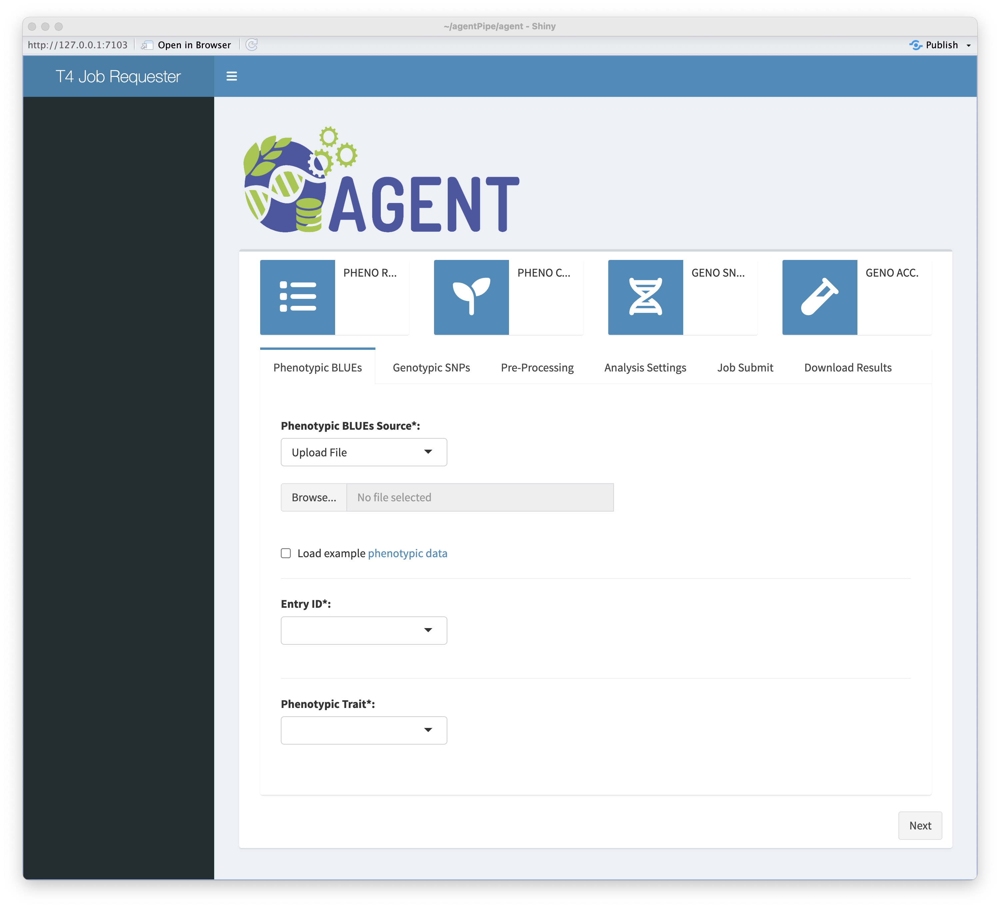 ~/agentPipe/agent - Shiny
http://127.0.0.1:7103 Open in Browser Publish
T4 Job Requester
AGENT
PHENO R... PHENO C... GENO SN... GENO ACC.
Phenotypic BLUEs Genotypic SNPs Pre-Processing Analysis Settings Job Submit Download Results
Phenotypic BLUEs Source*:
Upload File
Browse... No file selected
Load example phenotypic data
Entry ID*:
Phenotypic Trait*:
Next